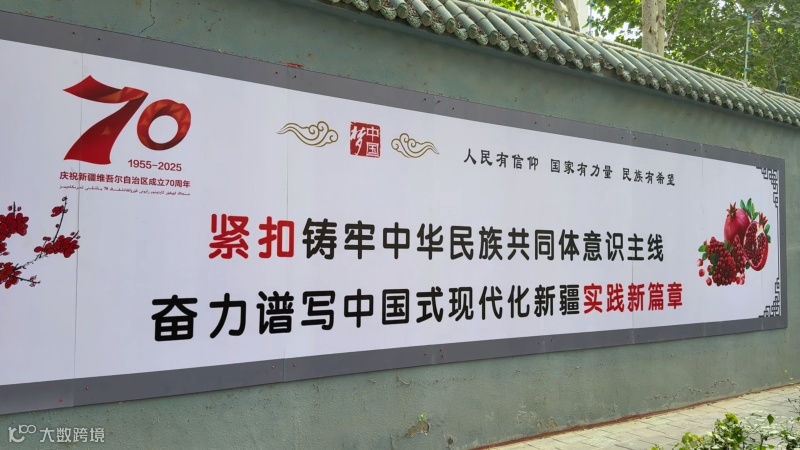 70
1955-2025
庆祝新疆维吾尔自治区成立70周年
中国梦
人民有信仰 国家有力量 民族有希望
紧扣铸牢中华民族共同体意识主线
奋力谱写中国式现代化新疆实践新篇章
大数跨境